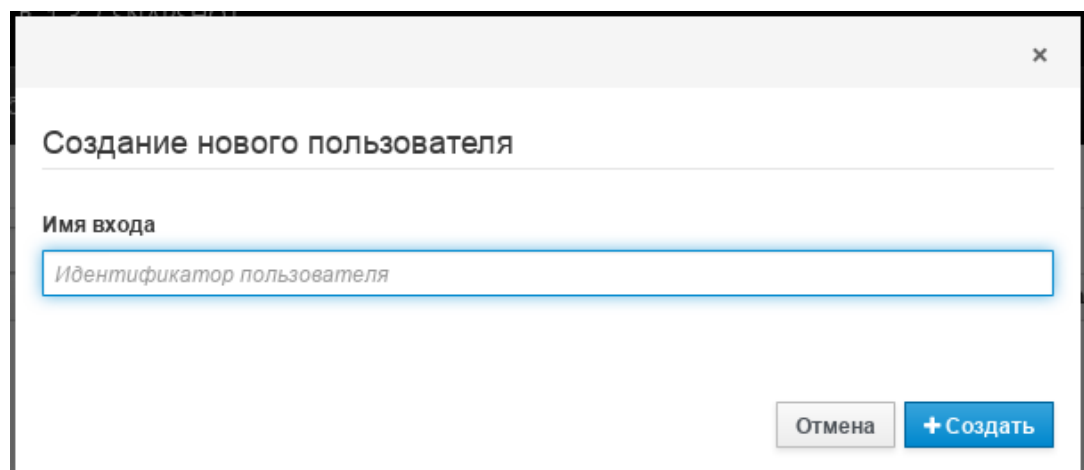 ×
Создание нового пользователя
Имя входа
Идентификатор пользователя
Отмена
+Создать